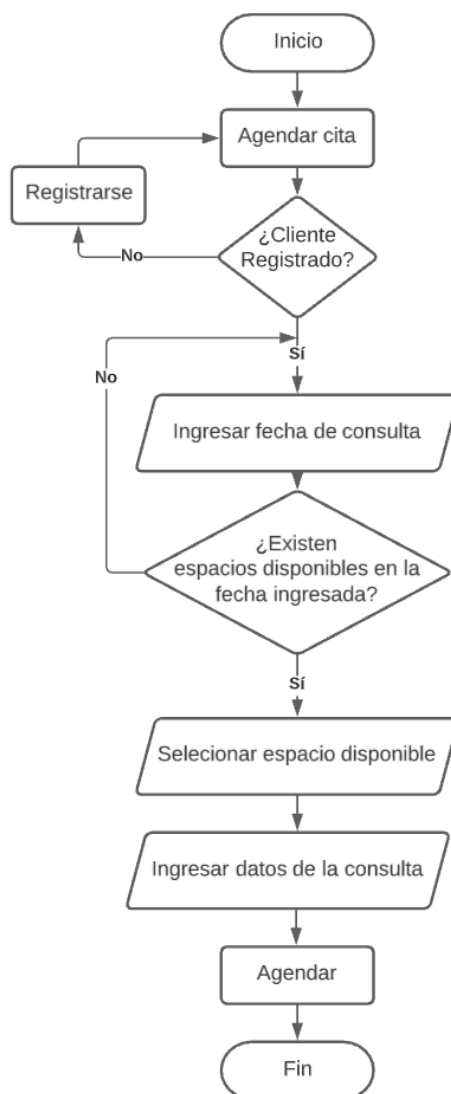 Inicio
Agendar cita
Registrarse
¿Cliente
Registrado?
No
Sí
No
Ingresar fecha de consulta
¿Existen
espacios disponibles en la
fecha ingresada?
Sí
Selecionar espacio disponible
Ingresar datos de la consulta
Agendar
Fin